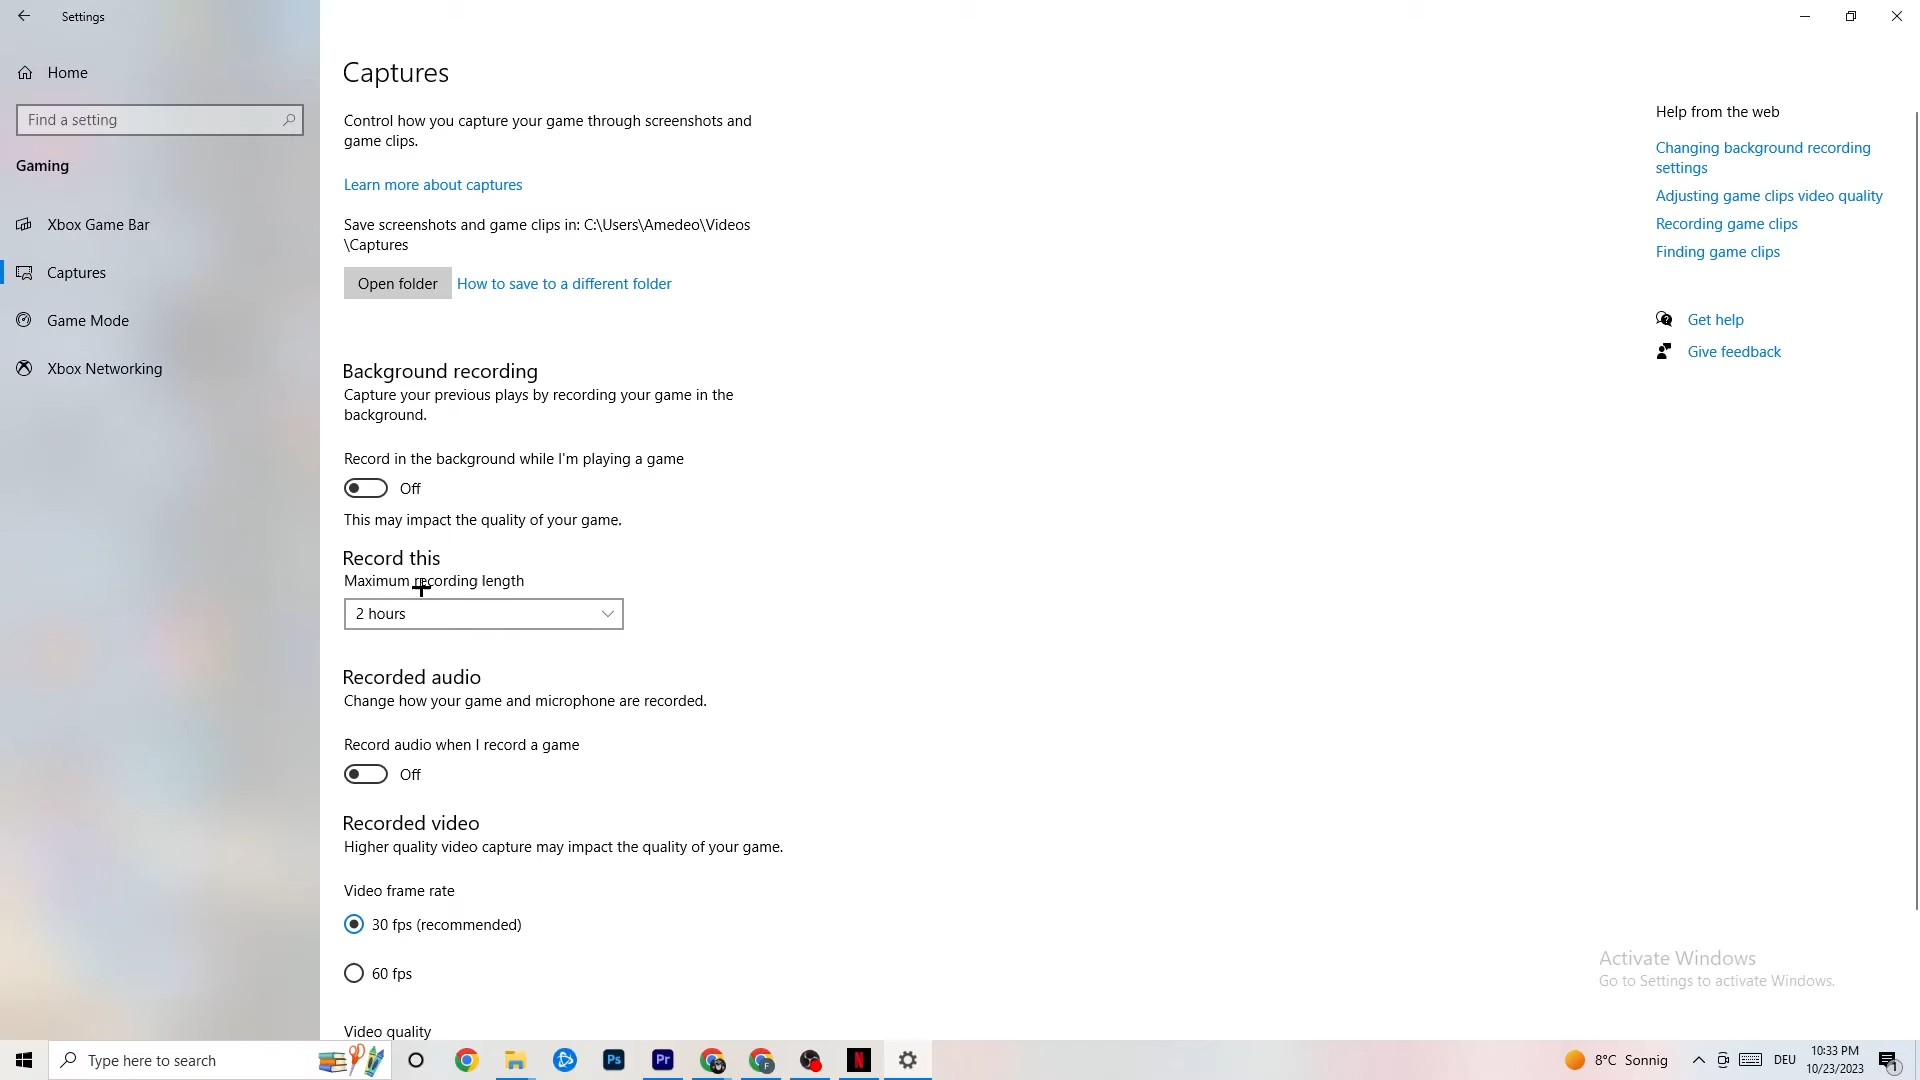 Settings
Home
Find a setting
Gaming
Xbox Game Bar
Captures
Game Mode
Xbox Networking
Captures
Control how you capture your game through screenshots and
game clips.
Learn more about captures
Save screenshots and game clips in: C:\Users\Amedeo\Videos
\Captures
Open folder
How to save to a different folder
Background recording
Capture your previous plays by recording your game in the
background.
Record in the background while I'm playing a game
Off
This may impact the quality of your game.
Record this
Maximum recording length
2 hours
Recorded audio
Change how your game and microphone are recorded.
Record audio when I record a game
Off
Recorded video
Higher quality video capture may impact the quality of your game.
Video frame rate
30 fps (recommended)
60 fps
Video quality
Help from the web
Changing background recording
settings
Adjusting game clips video quality
Recording game clips
Finding game clips
Get help
Give feedback
Activate Windows
Go to Settings to activate Windows.
Type here to search
Ps
Pr
F
N
8°C Sonnig
DEU
10:33 PM
10/23/2023
1